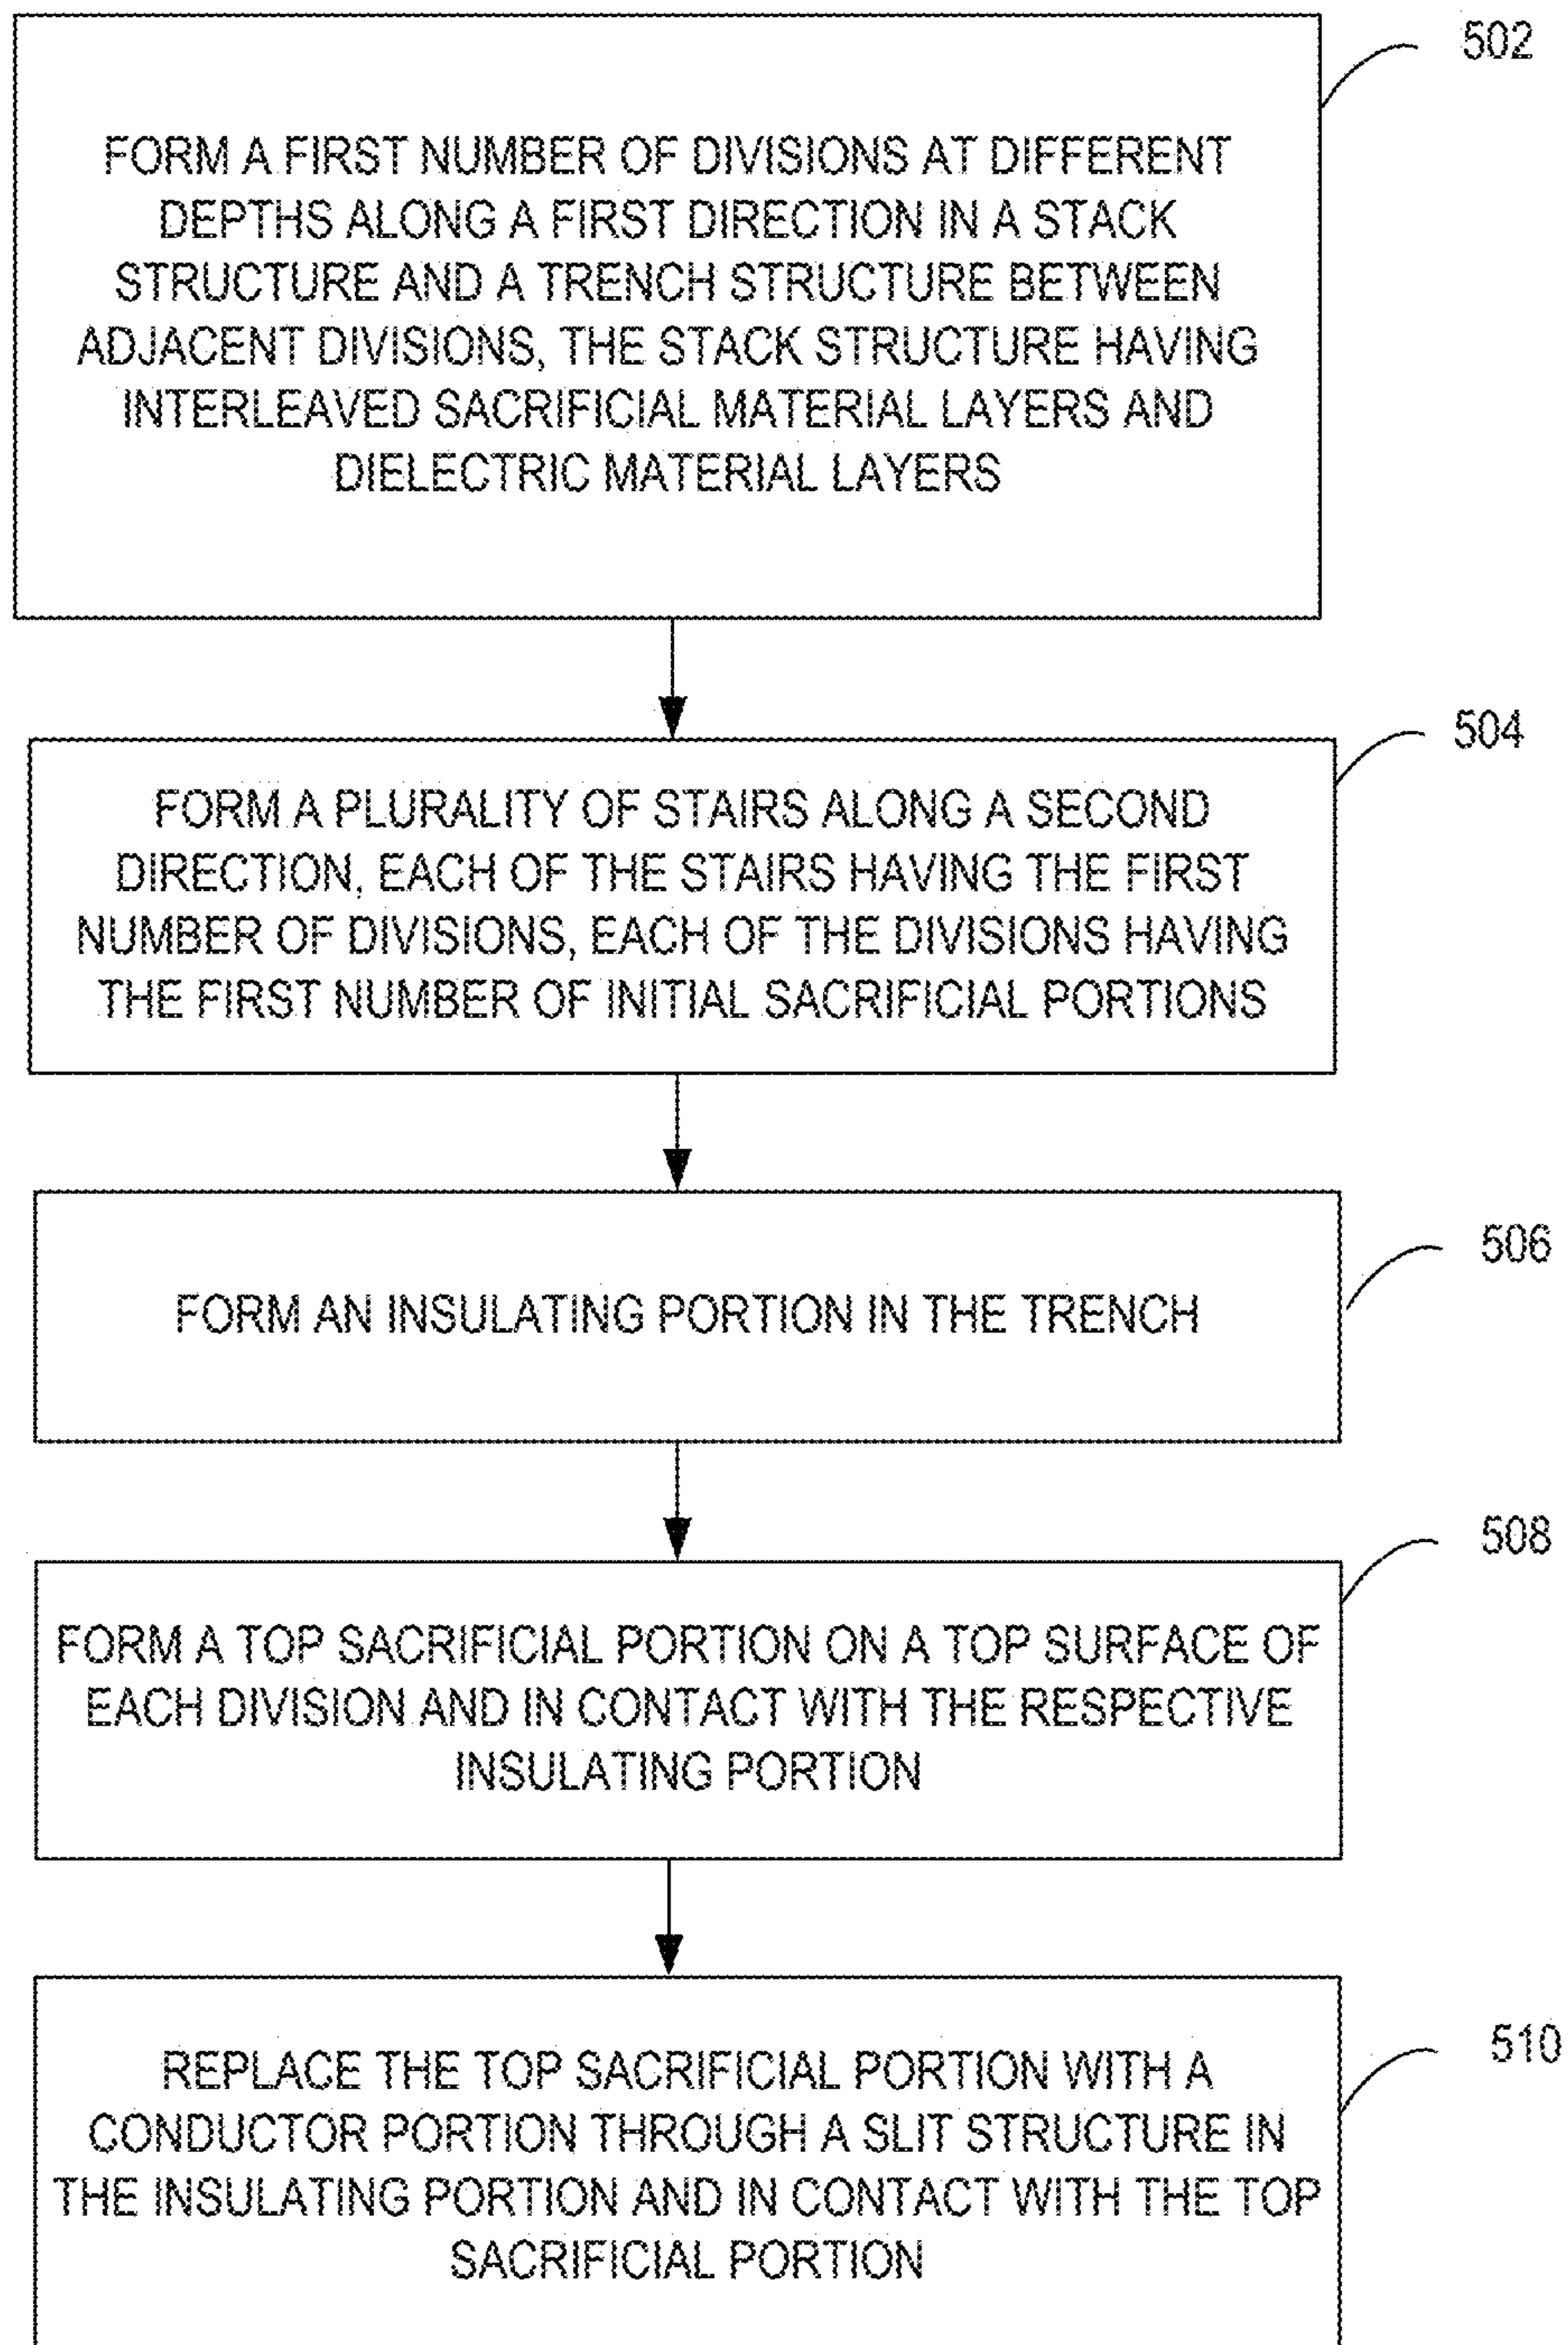 502
FORM A FIRST NUMBER OF DIVISIONS AT DIFFERENT
DEPTHS ALONG A FIRST DIRECTION IN A STACK
STRUCTURE AND A TRENCH STRUCTURE BETWEEN
ADJACENT DIVISIONS, THE STACK STRUCTURE HAVING
INTERLEAVED SACRIFICIAL MATERIAL LAYERS AND
DIELECTRIC MATERIAL LAYERS
504
FORM A PLURALITY OF STAIRS ALONG A SECOND
DIRECTION, EACH OF THE STAIRS HAVING THE FIRST
NUMBER OF DIVISIONS, EACH OF THE DIVISIONS HAVING
THE FIRST NUMBER OF INITIAL SACRIFICIAL PORTIONS
506
FORM AN INSULATING PORTION IN THE TRENCH
508
FORM A TOP SACRIFICIAL PORTION ON A TOP SURFACE OF
EACH DIVISION AND IN CONTACT WITH THE RESPECTIVE
INSULATING PORTION
510
REPLACE THE TOP SACRIFICIAL PORTION WITH A
CONDUCTOR PORTION THROUGH A SLIT STRUCTURE IN
THE INSULATING PORTION AND IN CONTACT WITH THE TOP
SACRIFICIAL PORTION